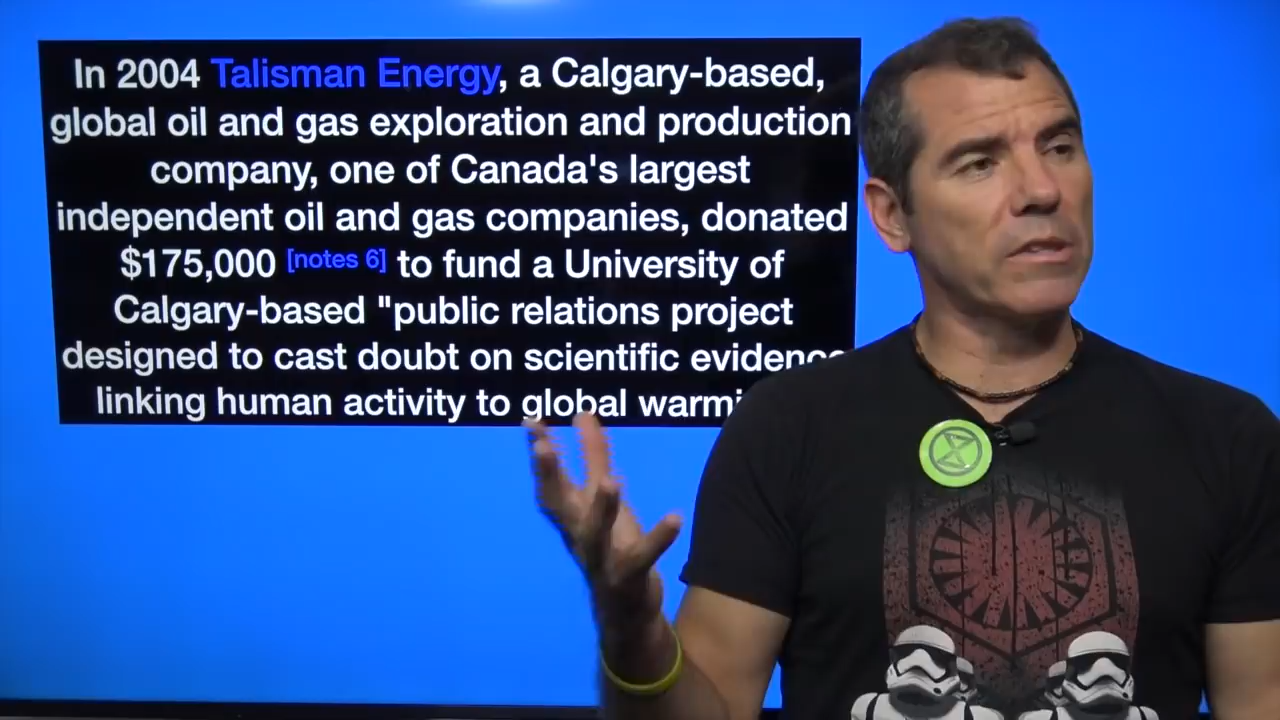 In 2004 Talisman Energy, a Calgary-based,
global oil and gas exploration and production
company, one of Canada's largest
independent oil and gas companies, donated
$175,000 [notes 6] to fund a University of
Calgary-based "public relations project
designed to cast doubt on scientific evidence
linking human activity to global